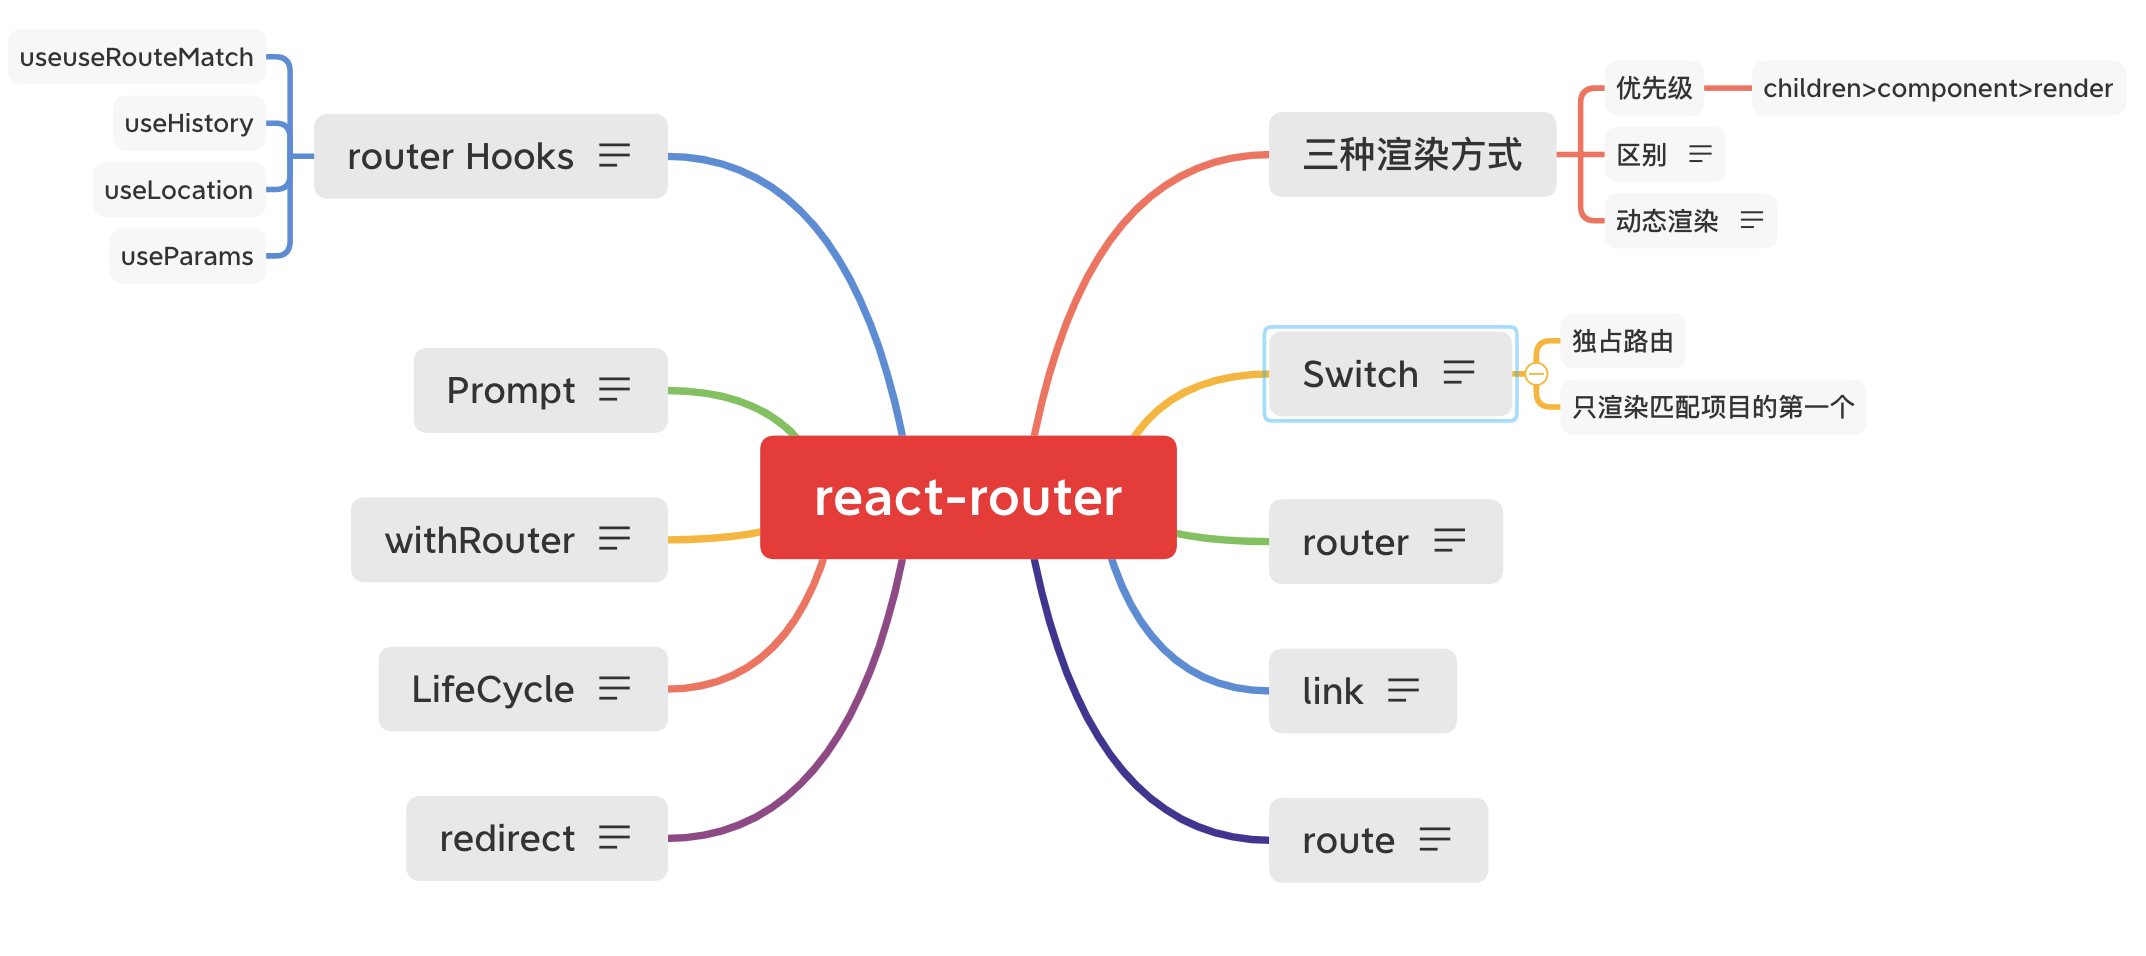 react-router
三种渲染方式
优先级
children>component>render
区别
动态渲染
Switch
独占路由
只渲染匹配项目的第一个
router
link
route
router Hooks
useuseRouteMatch
useHistory
useLocation
useParams
Prompt
withRouter
LifeCycle
redirect